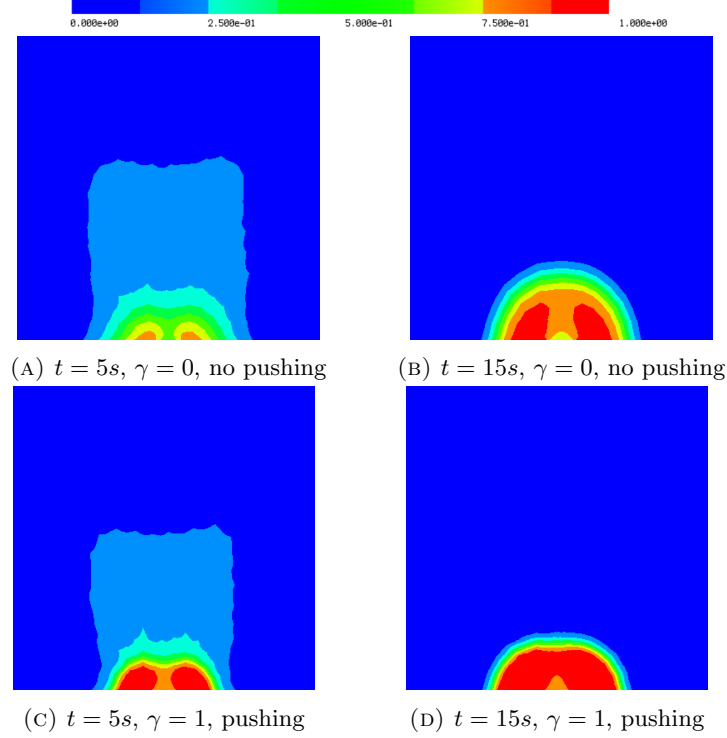 0.000e+00 2.500e-01 5.000e-01 7.500e-01 1.000e+00
(A) t = 5s, γ = 0, no pushing (B) t = 15s, γ = 0, no pushing
(C) t = 5s, γ = 1, pushing (D) t = 15s, γ = 1, pushing